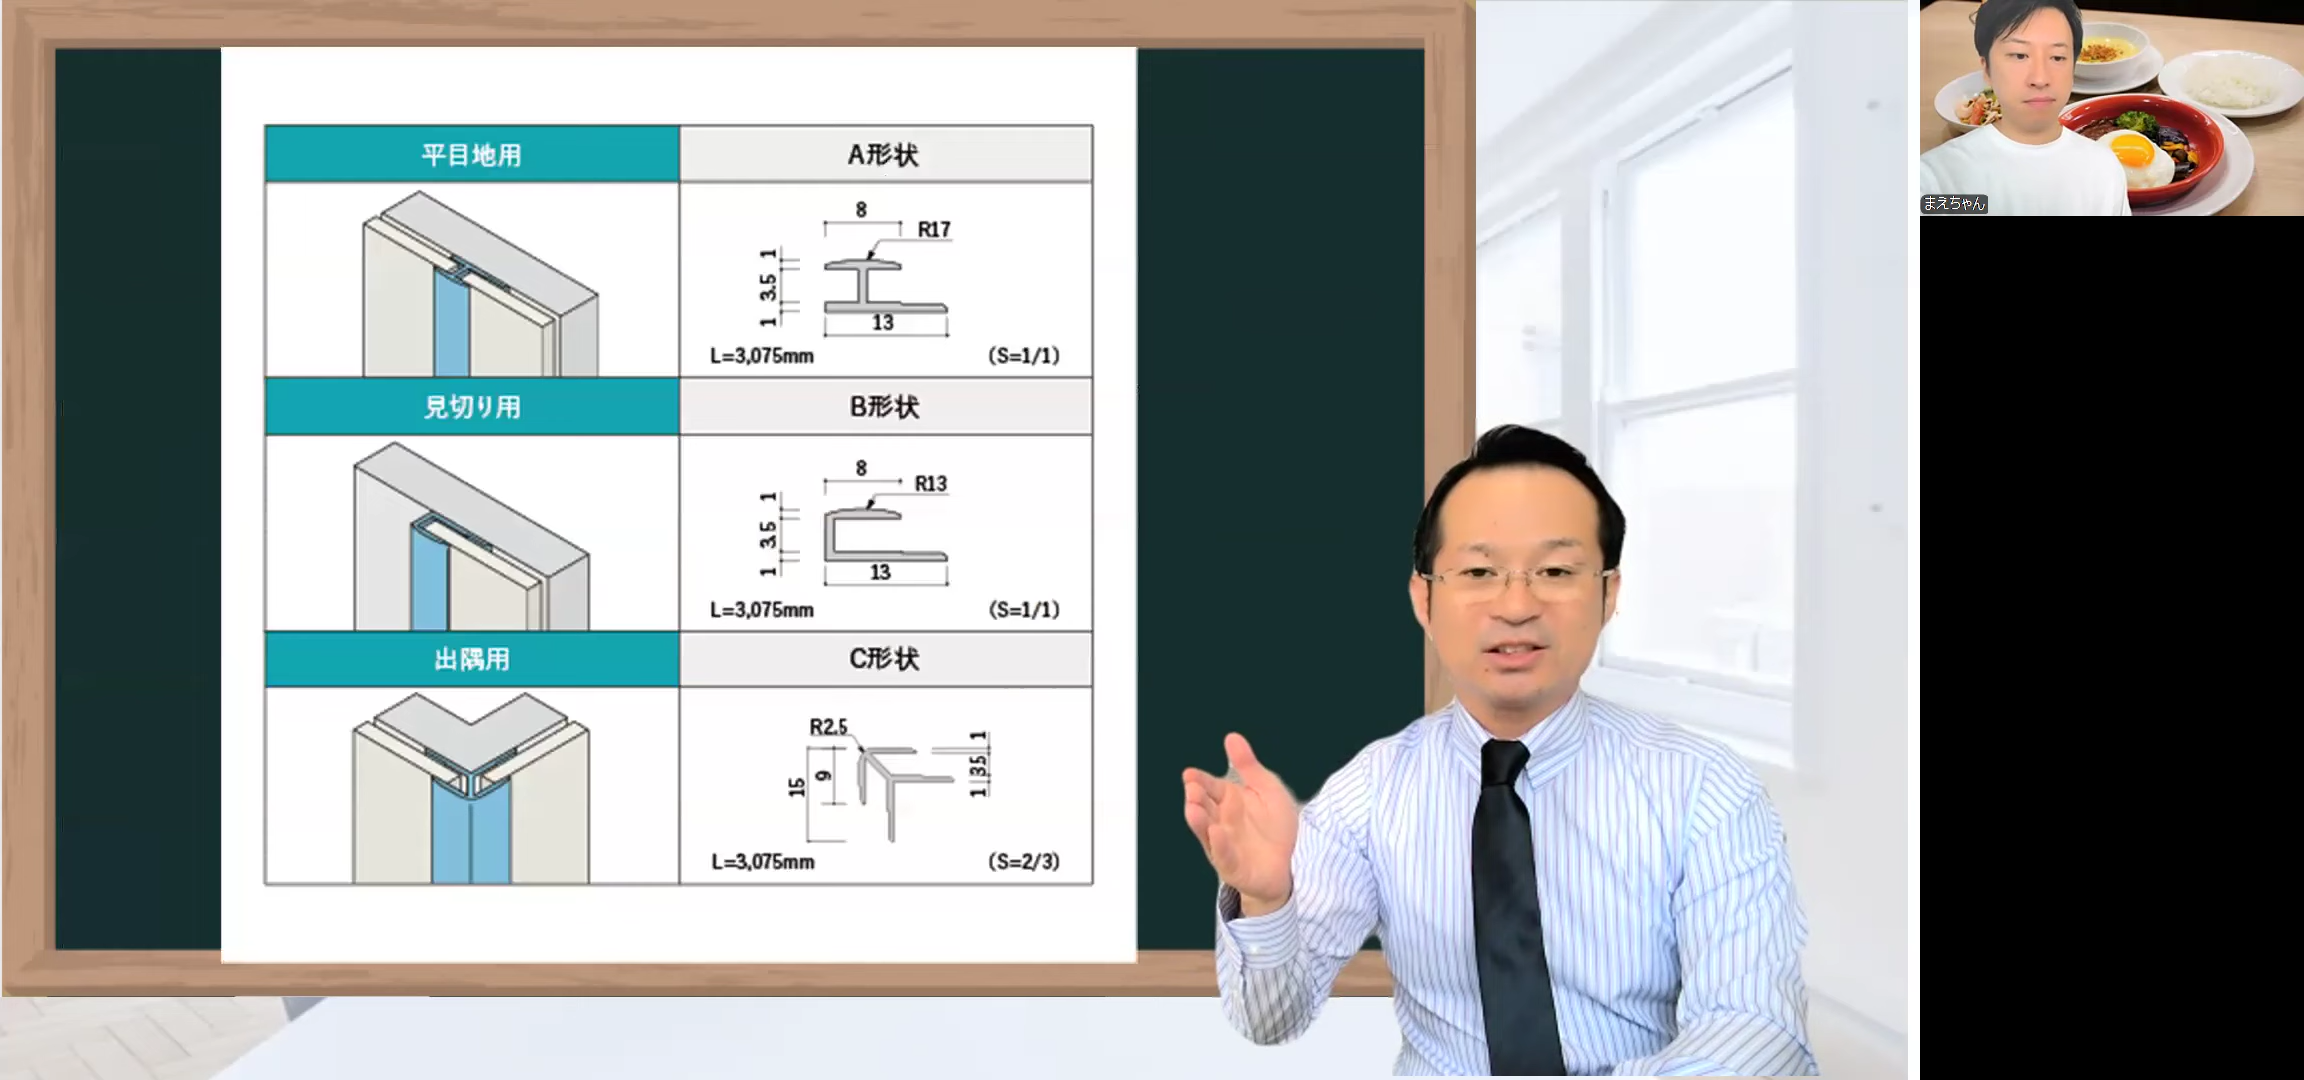 平目地用
A形状
8
R17
1
3.5
1
13
L=3,075mm
(S=1/1)
見切り用
B形状
8
R13
1
3.5
1
13
L=3,075mm
(S=1/1)
出隅用
C形状
R2.5
15
9
1
3.5
1
L=3,075mm
(S=2/3)
まえちゃん